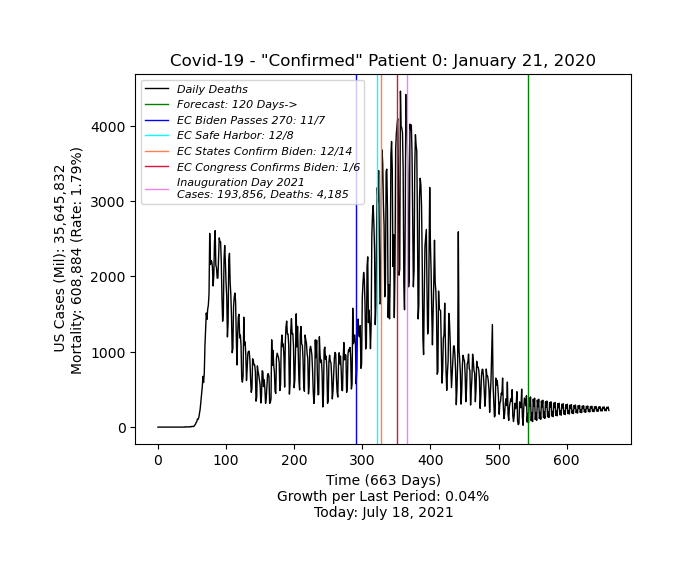 Covid-19 - "Confirmed" Patient 0: January 21, 2020
Daily Deaths
Forecast: 120 Days->
EC Biden Passes 270: 11/7
EC Safe Harbor: 12/8
EC States Confirm Biden: 12/14
EC Congress Confirms Biden: 1/6
Inauguration Day 2021
Cases: 193,856, Deaths: 4,185
US Cases (Mil): 35,645,832
Mortality: 608,884 (Rate: 1.79%)
4000
3000
2000
1000
0
0 100 200 300 400 500 600
Time (663 Days)
Growth per Last Period: 0.04%
Today: July 18, 2021